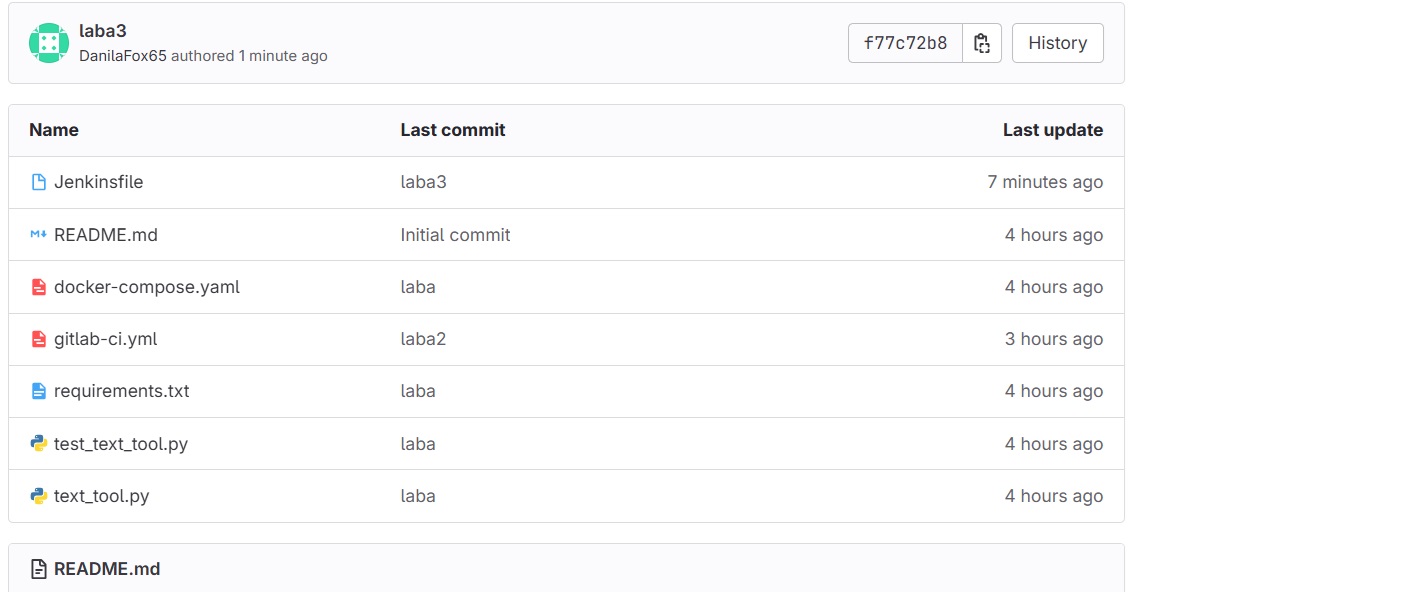 laba3
DanilaFox65 authored 1 minute ago
f77c72b8
History
Name Last commit Last update
Jenkinsfile laba3 7 minutes ago
README.md Initial commit 4 hours ago
docker-compose.yaml laba 4 hours ago
gitlab-ci.yml laba2 3 hours ago
requirements.txt laba 4 hours ago
test_text_tool.py laba 4 hours ago
text_tool.py laba 4 hours ago
README.md